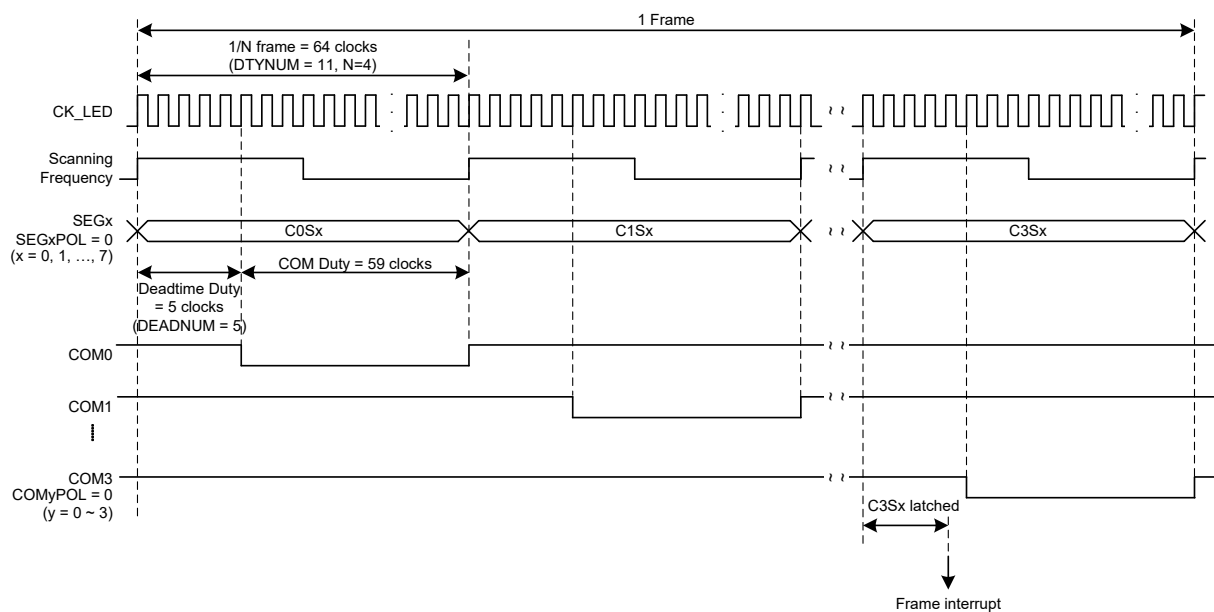 1 Frame
1/N frame = 64 clocks
(DTYNUM = 11, N=4)
CK_LED
Scanning
Frequency
SEGx
SEGxPOL = 0
(x = 0, 1, …, 7)
C0Sx
C1Sx
C3Sx
COM Duty = 59 clocks
Deadtime Duty
= 5 clocks
(DEADNUM = 5)
COM0
COM1
COM3
COMyPOL = 0
(y = 0 ~ 3)
C3Sx latched
Frame interrupt